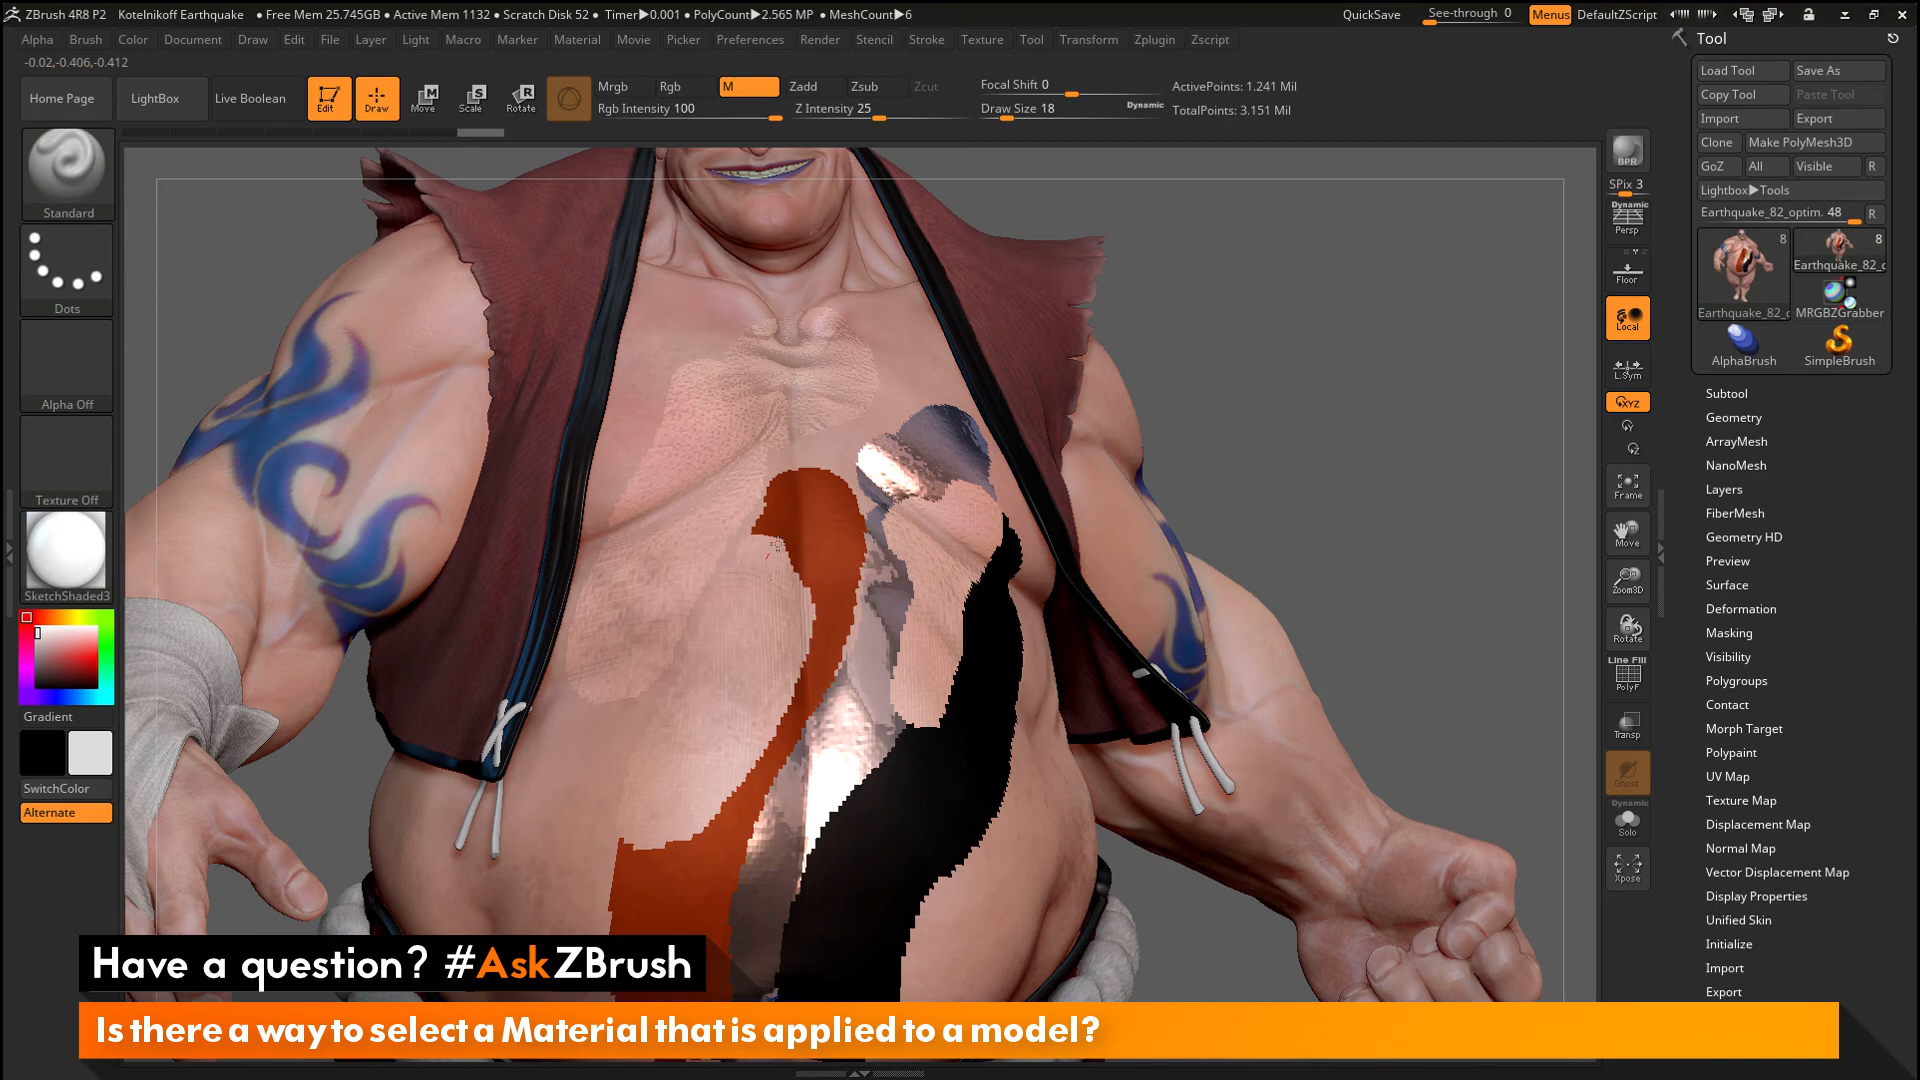 ZBrush 4R8 P2 Kotelnikoff Earthquake ● Free Mem 25.745GB ● Active Mem 1132 ● Scratch Disk 52 ● Timer▶0.001 ● PolyCount▶2.565 MP ● MeshCount▶6 QuickSave See-through 0 Menus DefaultZScript
Alpha Brush Color Document Draw Edit File Layer Light Macro Marker Material Movie Picker Preferences Render Stencil Stroke Texture Tool Transform Zplugin Zscript
-0.02,-0.406,-0.412
Home Page LightBox Live Boolean Edit Draw Move Scale Rotate
Mrgb Rgb M Zadd Zsub Zcut Focal Shift 0 ActivePoints: 1.241 Mil
Rgb Intensity 100 Z Intensity 25 Draw Size 18 Dynamic TotalPoints: 3.151 Mil
Standard
Dots
Alpha Off
Texture Off
SketchShaded3
Gradient
SwitchColor
Alternate
BPR
SPix 3
Dynamic
Persp
Floor
Local
L.Sym
XYZ
Frame
Move
Zoom3D
Rotate
Line Fill
PolyF
Transp
Ghost
Dynamic
Solo
Xpose
Tool
Load Tool Save As
Copy Tool Paste Tool
Import Export
Clone Make PolyMesh3D
GoZ All Visible R
Lightbox▶Tools
Earthquake_82_optim. 48 R
8 8
Earthquake_82_c
Earthquake_82_c MRGBZGrabber
AlphaBrush SimpleBrush
Subtool
Geometry
ArrayMesh
NanoMesh
Layers
FiberMesh
Geometry HD
Preview
Surface
Deformation
Masking
Visibility
Polygroups
Contact
Morph Target
Polypaint
UV Map
Texture Map
Displacement Map
Normal Map
Vector Displacement Map
Display Properties
Unified Skin
Initialize
Import
Export
Have a question? #AskZBrush
Is there a way to select a Material that is applied to a model?